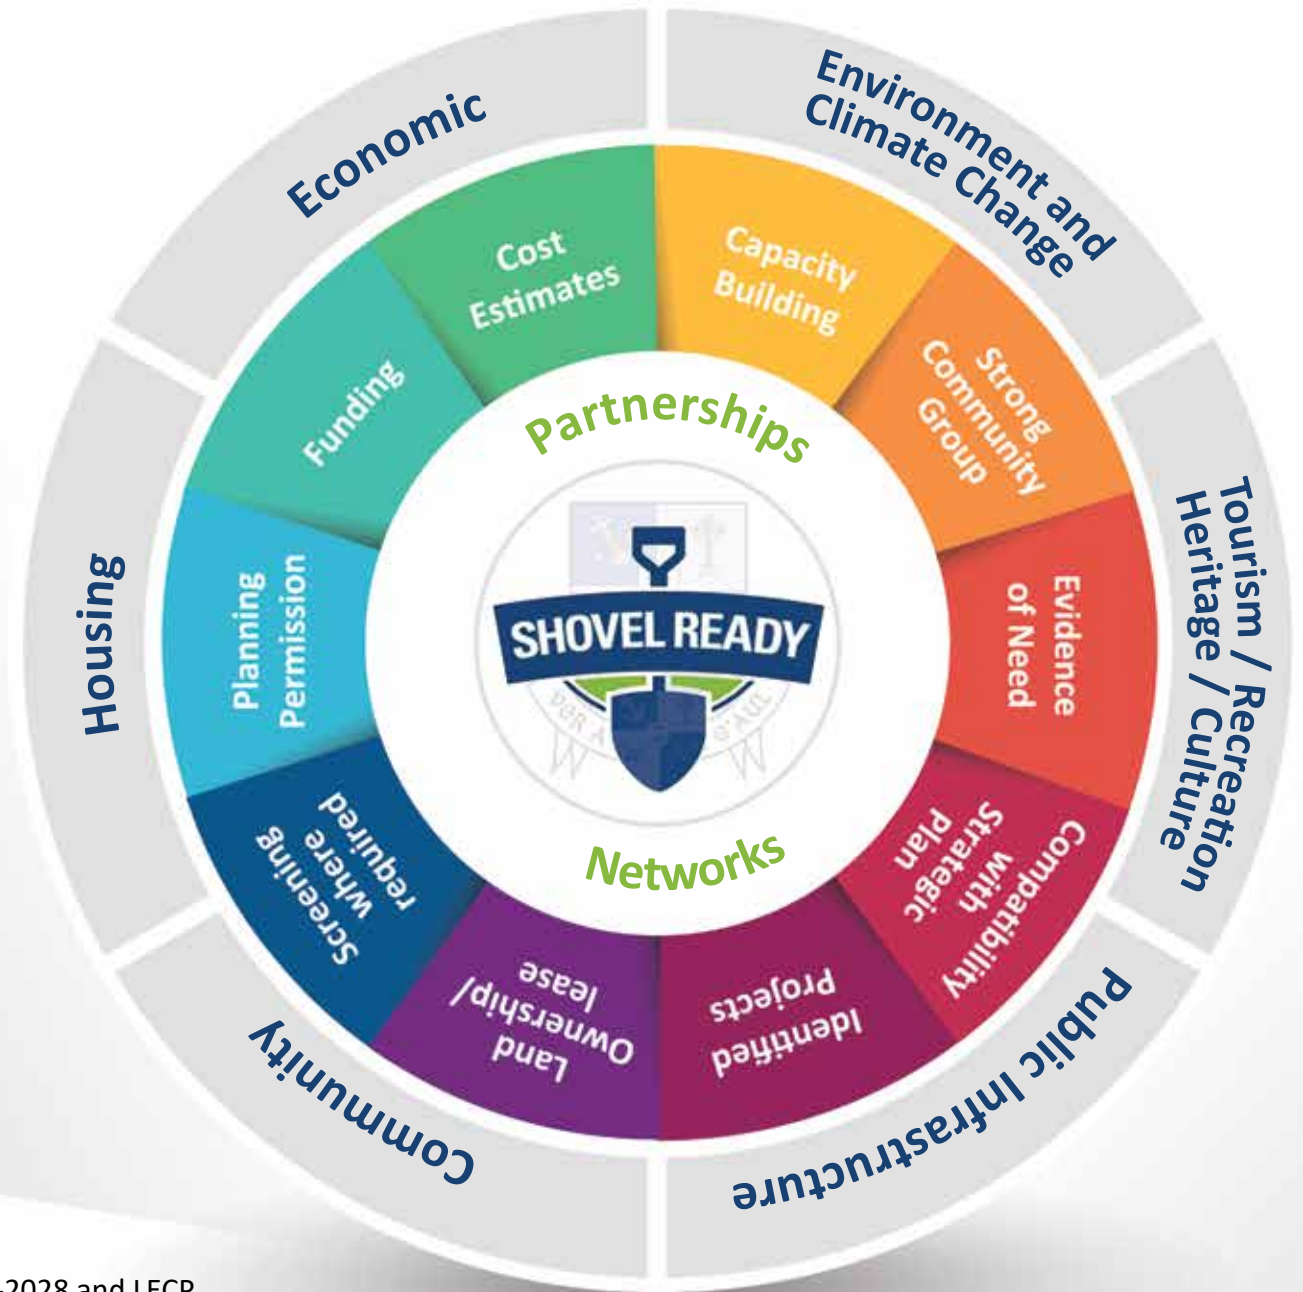 Economic
Environment and
Climate Change
Tourism / Recreation
Heritage / Culture
Public Infrastructure
Community
Housing
Cost
Estimates
Capacity
Building
Strong
Community
Group
Evidence
of Need
Compatibility
with
Strategic
Plan
Identified
Projects
Land
Ownership/
lease
Screening
where
required
Planning
Permission
Funding
Partnerships
SHOVEL READY
Networks
-2028 and LECP